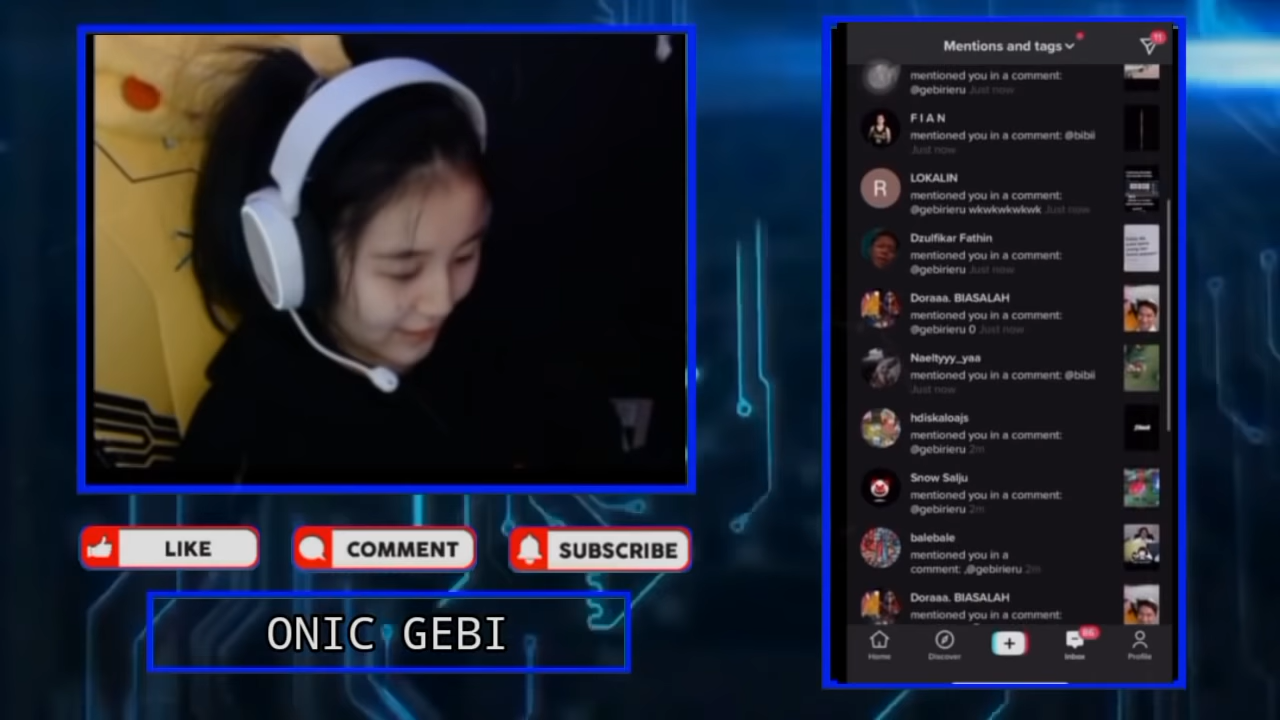 LIKE
COMMENT
SUBSCRIBE
ONIC GEBI
Mentions and tags
11
mentioned you in a comment:
@gebirieru Just now
F I A N
mentioned you in a comment: @bibii
Just now
R
LOKALIN
mentioned you in a comment:
@gebirieru wkwkwkwkwk Just now
Dzulfikar Fathin
mentioned you in a comment:
@gebirieru Just now
Doraaa. BIASALAH
mentioned you in a comment:
@gebirieru 0 Just now
Naeltyyy_yaa
mentioned you in a comment: @bibii
Just now
hdiskaloajs
mentioned you in a comment:
@gebirieru 2m
Snow Salju
mentioned you in a comment:
@gebirieru 2m
balebale
mentioned you in a
comment: ,@gebirieru 2m
Doraaa. BIASALAH
mentioned you in a comment:
Home
Discover
Inbox
86
Profile